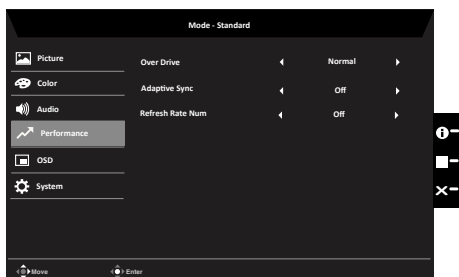 Mode - Standard
Picture
Color
Audio
Performance
OSD
System
Over Drive Normal
Adaptive Sync Off
Refresh Rate Num Off
Move Enter